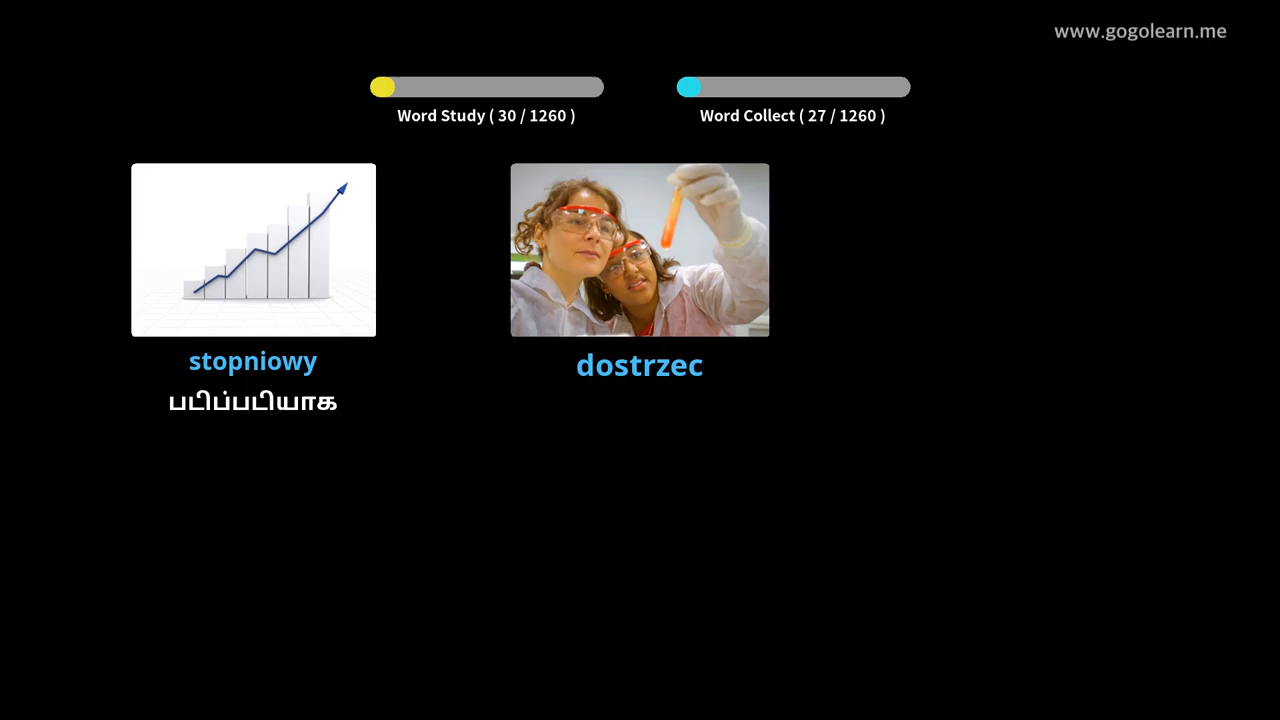 www.gogolearn.me
Word Study ( 30 / 1260 )
Word Collect ( 27 / 1260 )
stopniowy
dostrzec
படிப்படியாக